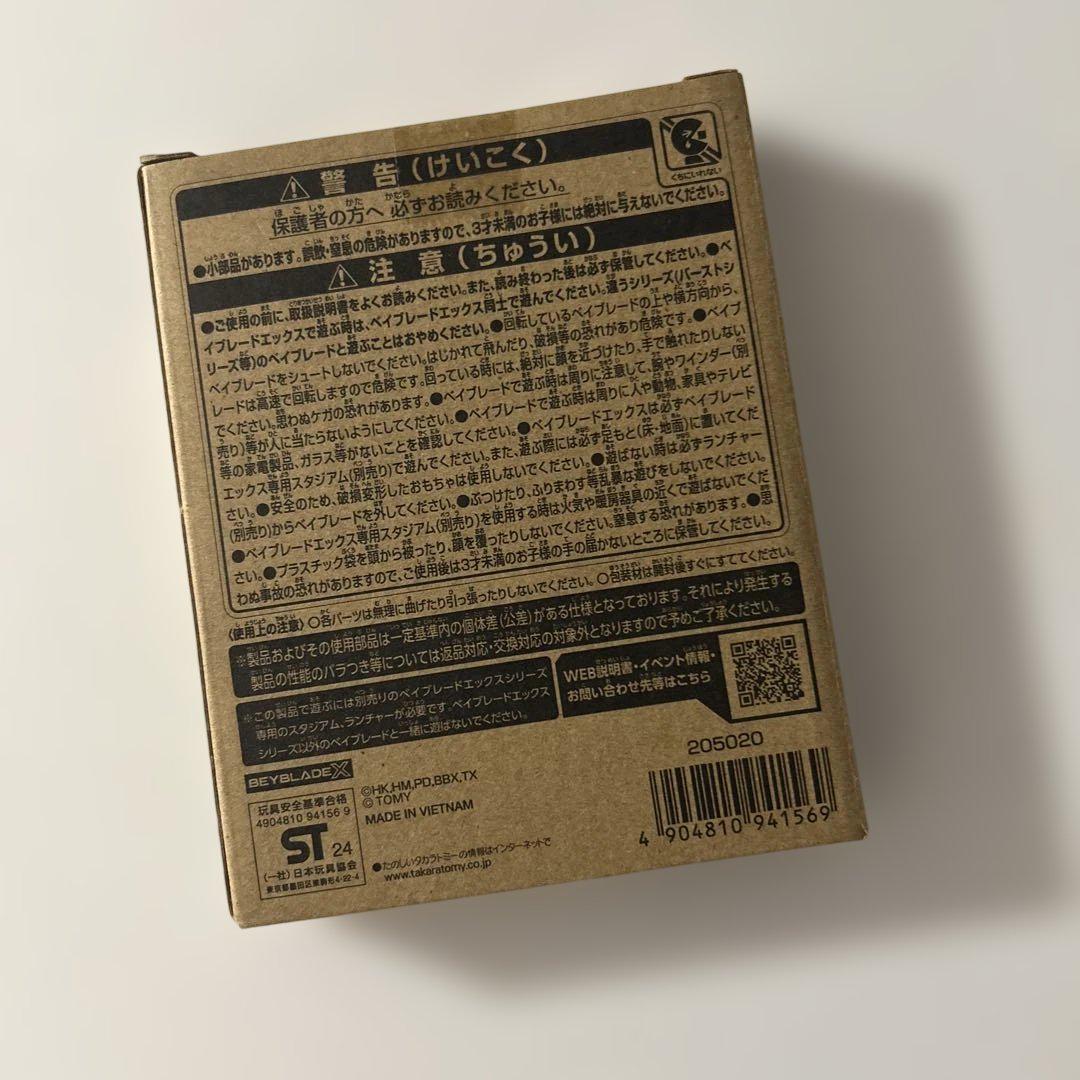 警告(けいこく)
くちにいれない
保護者の方へ 必ずお読みください。
●小部品があります。誤飲・窒息の危険がありますので、3才未満のお子様には絶対に与えないでください。
注意(ちゅうい)
●ご使用の前に、取扱説明書をよくお読みください。また、読み終わった後は必ず保管してください。●ベ
イブレードエックスで遊ぶ時は、ベイブレードエックス同士で遊んでください。違うシリーズ(バーストシ
リーズ等)のベイブレードと遊ぶことはおやめください。●回転しているベイブレードの上や横方向から、
ベイブレードをシュートしないでください。はじかれて飛んだり、破損等の恐れがあり危険です。●ベイブ
レードは高速で回転しますので危険です。回っている時には、絶対に顔を近づけたり、手で触れたりしない
でください。思わぬケガの恐れがあります。●ベイブレードで遊ぶ時は周りに注意して、腕やワインダー(別
売り)等が人に当たらないようにしてください。●ベイブレードで遊ぶ時は周りに人や動物、家具やテレビ
等の家電製品、ガラス等がないことを確認してください。●ベイブレードエックスは必ずベイブレード
エックス専用スタジアム(別売り)で遊んでください。また、遊ぶ際には必ず足もと(床・地面)に置いてくだ
さい。●安全のため、破損変形したおもちゃは使用しないでください。●遊ばない時は必ずランチャー
(別売り)からベイブレードを外してください。●ぶつけたり、ふりまわす等乱暴な遊びをしないでください。
●ベイブレードエックス専用スタジアム(別売り)を使用する時は火気や暖房器具の近くで遊ばないでくだ
さい。●プラスチック袋を頭から被ったり、顔を覆ったりしないでください。窒息する恐れがあります。●思
わぬ事故の恐れがありますので、ご使用後は3才未満のお子様の手の届かないところに保管してください。
〈使用上の注意〉 ○各パーツは無理に曲げたり引っ張ったりしないでください。○包装材は開封後すぐにすててください。
※製品およびその使用部品は一定基準内の個体差(公差)がある仕様となっております。それにより発生する
製品の性能のバラつき等については返品対応・交換対応の対象外となりますので予めご了承ください。
※この製品で遊ぶには別売りのベイブレードエックスシリーズ
専用のスタジアム、ランチャーが必要です。ベイブレードエックス
シリーズ以外のベイブレードと一緒に遊ばないでください。
WEB説明書・イベント情報・
お問い合わせ先等はこちら
205020
BEYBLADE X
玩具安全基準合格
4904810 94156 9
ST 24
(一社)日本玩具協会
東京都墨田区東駒形4-22-4
©HK,HM,PD,BBX,TX
© TOMY
MADE IN VIETNAM
●たのしいタカラトミーの情報はインターネットで
www.takaratomy.co.jp
4 904810 941569